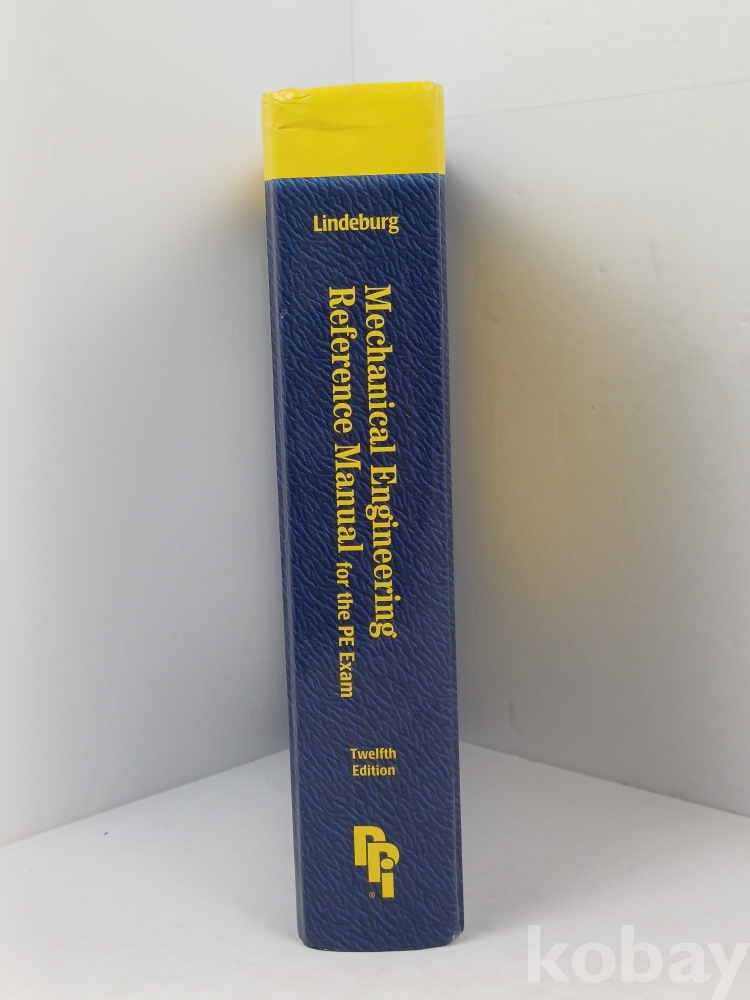 Lindeburg
Mechanical Engineering
Reference Manual for the PE Exam
Twelfth
Edition
PPi
®
kobay